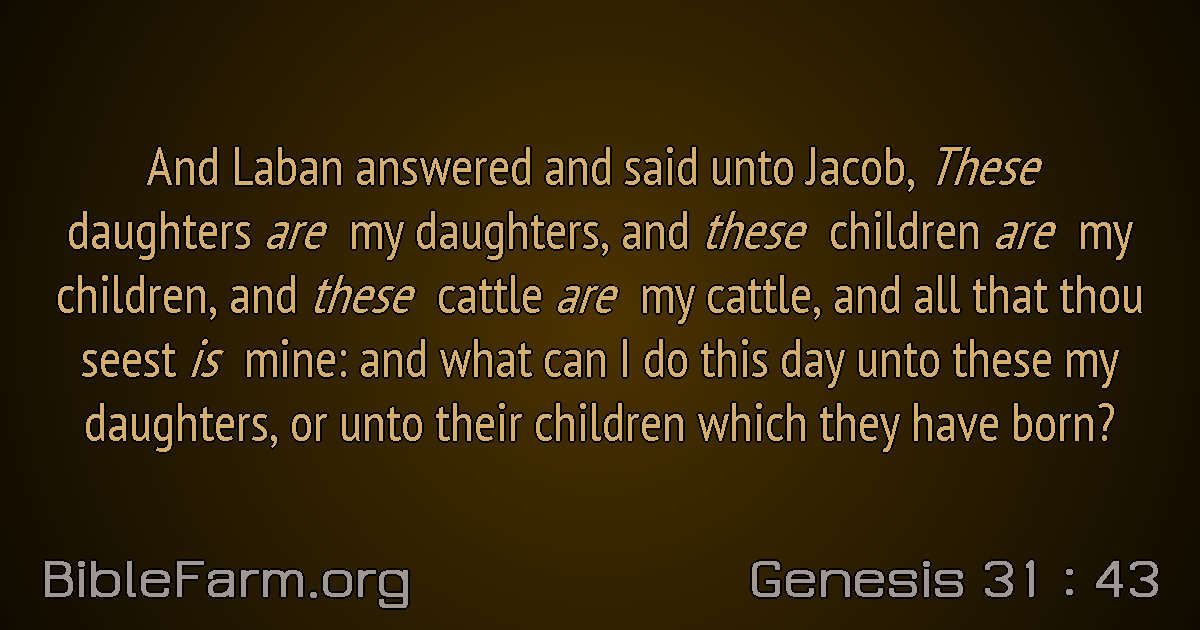 And Laban answered and said unto Jacob, These
daughters are my daughters, and these children are my
children, and these cattle are my cattle, and all that thou
seest is mine: and what can I do this day unto these my
daughters, or unto their children which they have born?
BibleFarm.org
Genesis 31 : 43